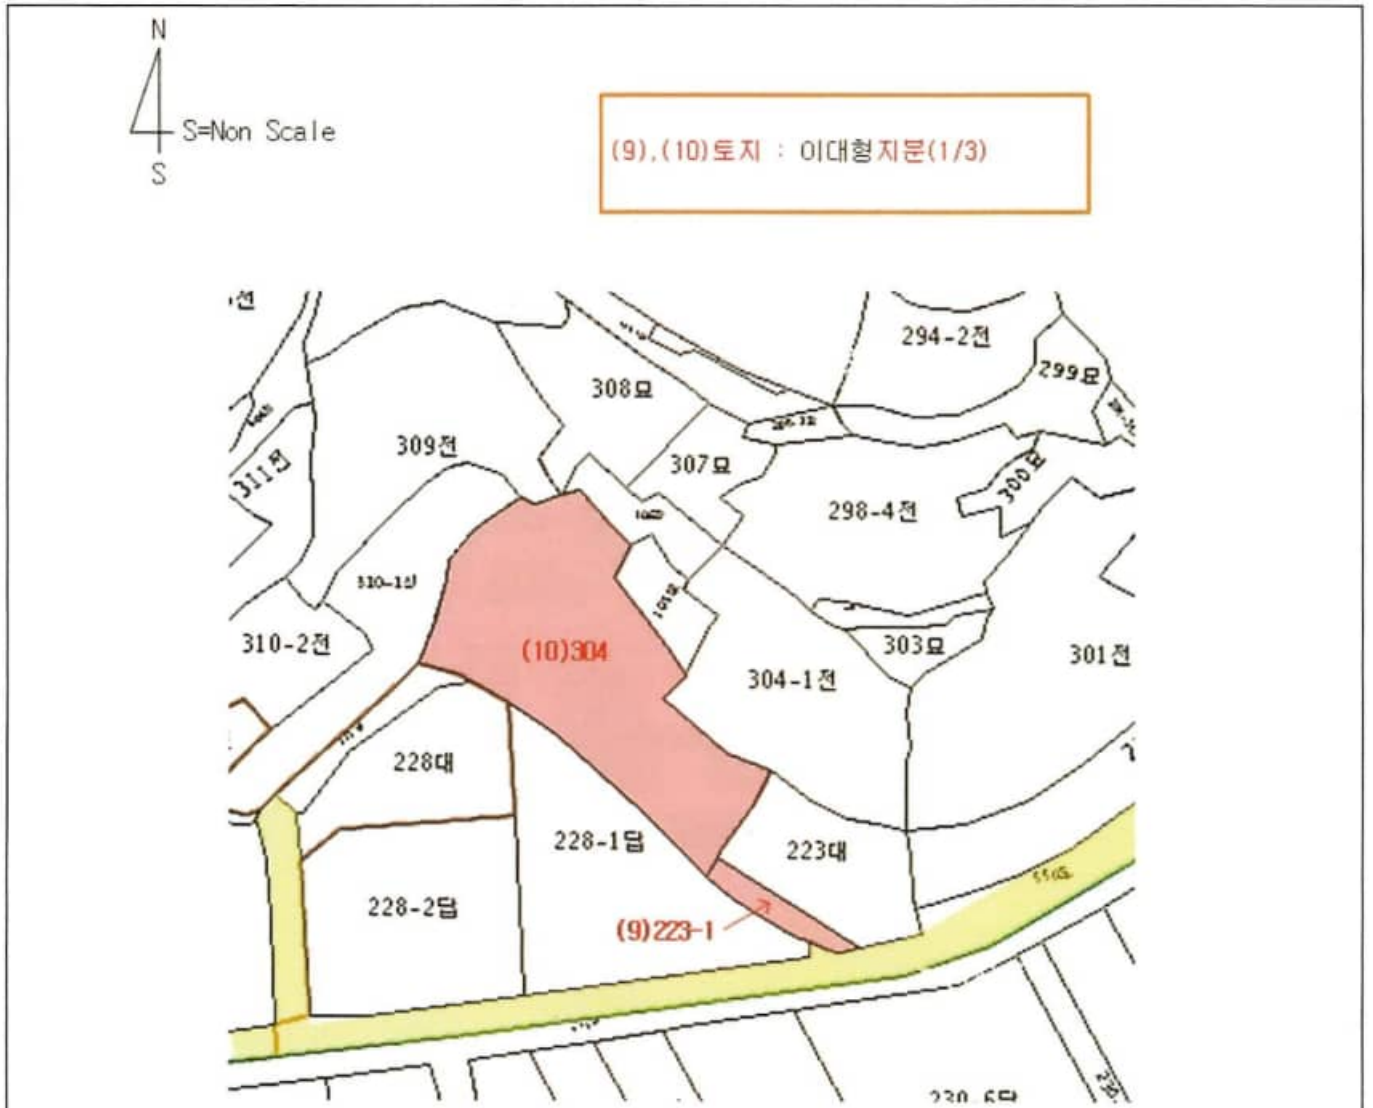 N
S=Non Scale
S
(9),(10)토지 : 이대형지분(1/3)
294-2전
299묘
308묘
309전
307묘
311전
298-4전
300묘
310-1전
310-2전
(10)304
304-1전
303묘
301전
228대
228-1답
223대
228-2답
(9)223-1
230-6답